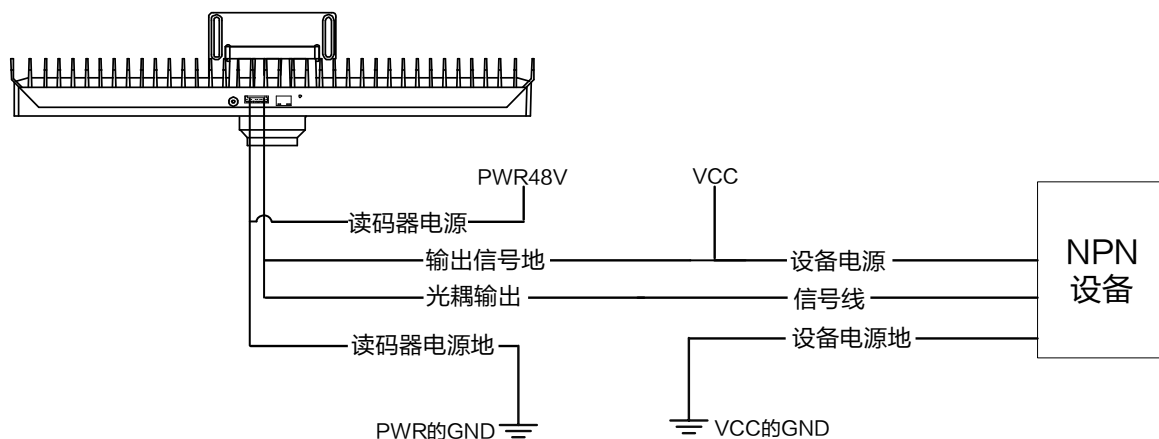 PWR48V
VCC
读码器电源
输出信号地
设备电源
NPN
设备
光耦输出
信号线
读码器电源地
设备电源地
PWR的GND
VCC的GND